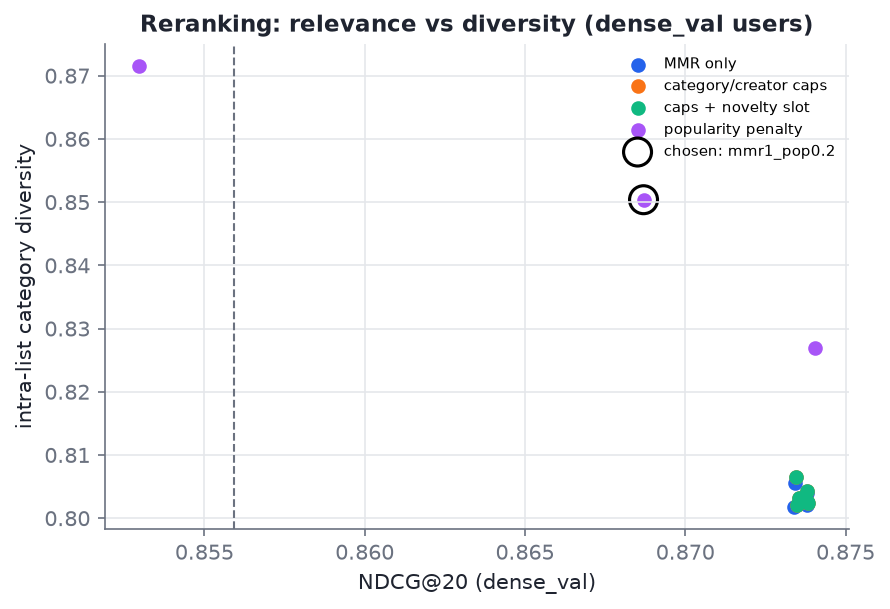 Reranking: relevance vs diversity (dense_val users)
MMR only
category/creator caps
caps + novelty slot
popularity penalty
chosen: mmr1_pop0.2
intra-list category diversity
0.87
0.86
0.85
0.84
0.83
0.82
0.81
0.80
0.855 0.860 0.865 0.870 0.875
NDCG@20 (dense_val)